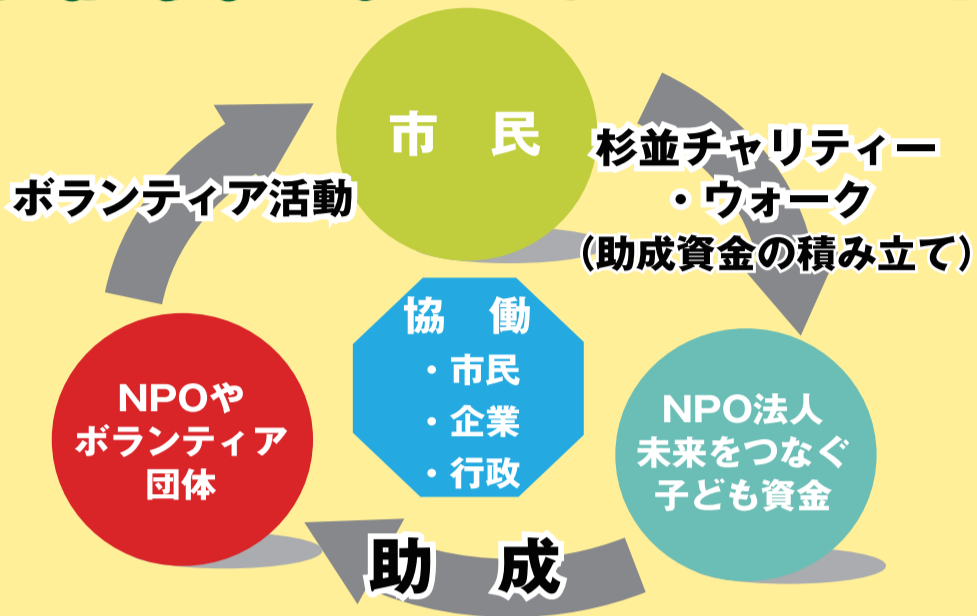 市　民
杉並チャリティー
・ウォーク
(助成資金の積み立て)
ボランティア活動
協　働
・市民
・企業
・行政
NPOや
ボランティア
団体
NPO法人
未来をつなぐ
子ども資金
助　成